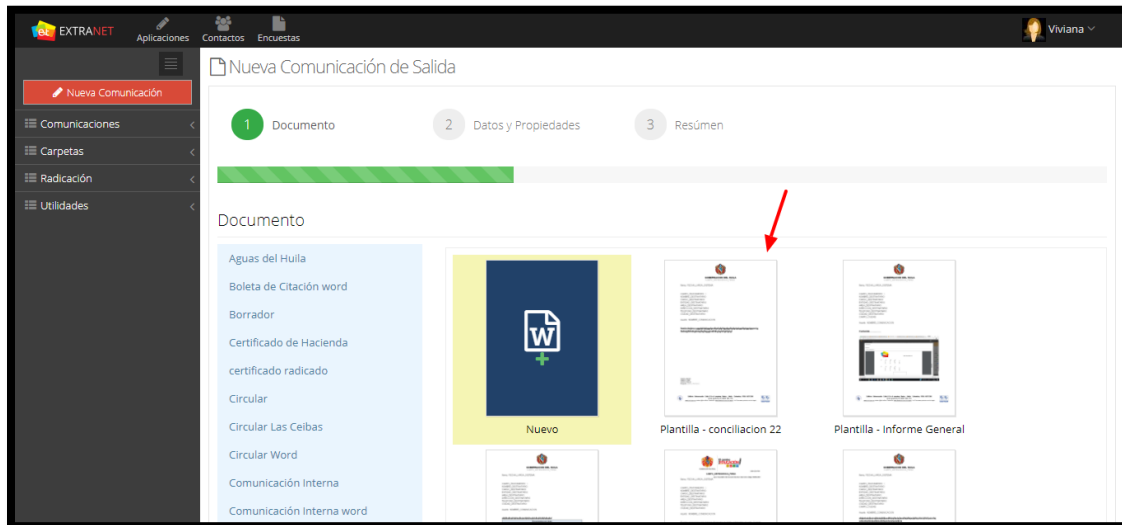 EXTRANET
Aplicaciones
Contactos
Encuestas
Viviana
Nueva Comunicación de Salida
Nueva Comunicación
Comunicaciones
Carpetas
Radicación
Utilidades
1 Documento
2 Datos y Propiedades
3 Resúmen
Documento
Aguas del Huila
Boleta de Citación word
Borrador
Certificado de Hacienda
certificado radicado
Circular
Circular Las Ceibas
Circular Word
Comunicación Interna
Comunicación Interna word
W
Nuevo
Plantilla - conciliacion 22
Plantilla - Informe General